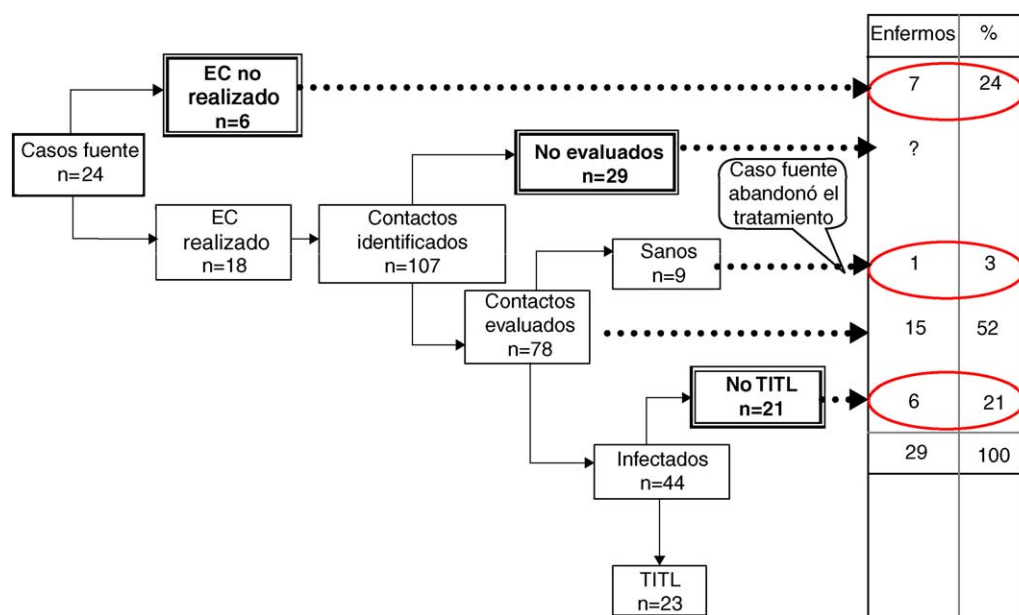 Enfermos %
EC no
realizado
n=6
7 24
Casos fuente
n=24
No evaluados
n=29
?
Caso fuente
abandonó el
tratamiento
EC
realizado
n=18
Contactos
identificados
n=107
Sanos
n=9
1 3
Contactos
evaluados
n=78
15 52
No TITL
n=21
6 21
Infectados
n=44
29 100
TITL
n=23